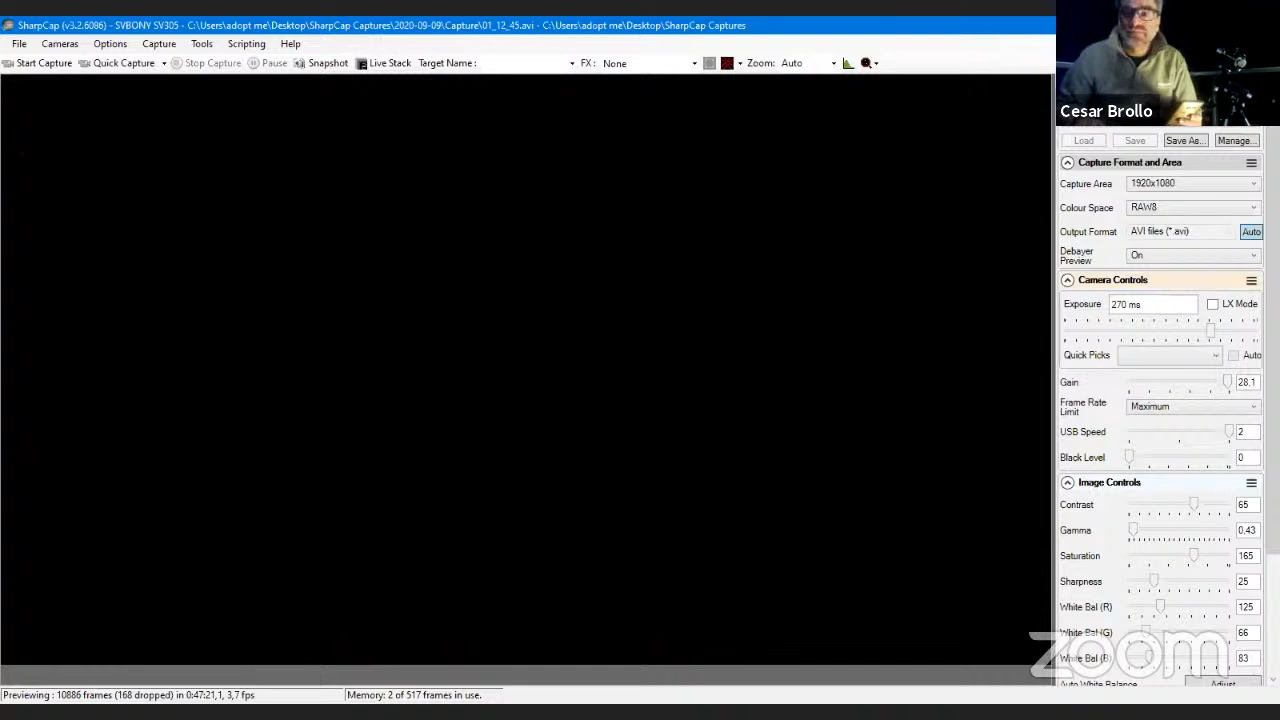 SharpCap (v3.2.6086) - SVBONY SV305 - C:\Users\adopt me\Desktop\SharpCap Captures\2020-09-09\Capture\01_12_45.avi - C:\Users\adopt me\Desktop\SharpCap Captures
File Cameras Options Capture Tools Scripting Help
Start Capture Quick Capture Stop Capture Pause Snapshot Live Stack Target Name : FX : None Zoom: Auto
Cesar Brollo
Load Save Save As... Manage...
Capture Format and Area
Capture Area 1920x1080
Colour Space RAW8
Output Format AVI files (*.avi) Auto
Debayer Preview On
Camera Controls
Exposure 270 ms LX Mode
Quick Picks Auto
Gain 28.1
Frame Rate Limit Maximum
USB Speed 2
Black Level 0
Image Controls
Contrast 65
Gamma 0,43
Saturation 165
Sharpness 25
White Bal (R) 125
White Bal (G) 66
White Bal (B) 83
Auto White Balance Adjust
zoom
Previewing : 10886 frames (168 dropped) in 0:47:21,1, 3,7 fps Memory: 2 of 517 frames in use.